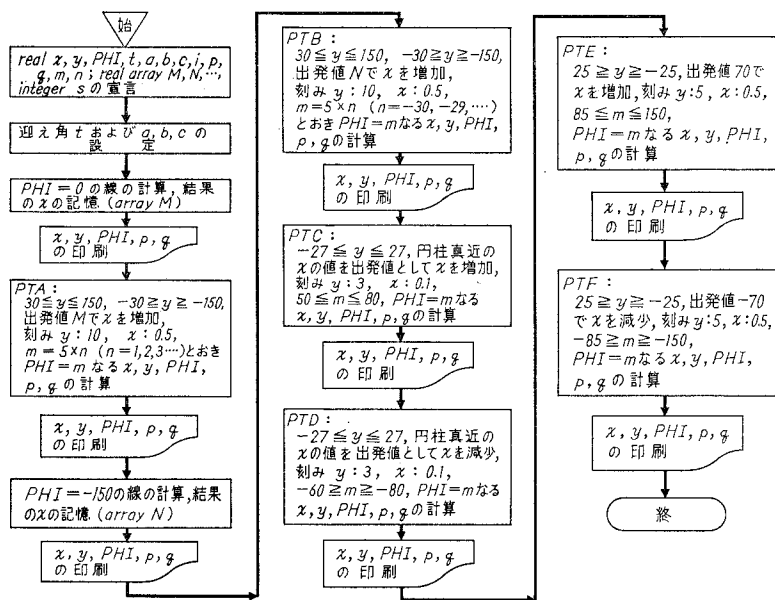 始
real x, y, PHI, t, a, b, c, i, p,
q, m, n ; real array M, N, …,
integer s の宣言
迎え角 t および a, b, c の
設　定
PHI = 0 の線の計算, 結果
の x の記憶 (array M)
x, y, PHI, p, q
の 印刷
PTA :
30 ≦ y ≦ 150, -30 ≧ y ≧ -150,
出発値 M で x を増加,
刻み y : 10, x : 0.5,
m = 5 × n (n = 1, 2, 3 …) とおき
PHI = m なる x, y, PHI,
p, q の 計算
x, y, PHI, p, q
の 印刷
PHI = -150 の線の計算, 結果
の x の記憶 (array N)
x, y, PHI, p, q
の 印刷
PTB :
30 ≦ y ≦ 150, -30 ≧ y ≧ -150,
出発値 N で x を増加,
刻み y : 10, x : 0.5,
m = 5 × n (n = -30, -29, …)
とおき PHI = m なる x, y, PHI,
p, q の計算
x, y, PHI, p, q
の 印刷
PTC :
-27 ≦ y ≦ 27, 円柱真近の
x の値を出発値として x を増加,
刻み y : 3, x : 0.1,
50 ≦ m ≦ 80, PHI = m なる
x, y, PHI, p, q の計算
x, y, PHI, p, q
の 印刷
PTD :
-27 ≦ y ≦ 27, 円柱真近の
x の値を出発値として x を減少,
刻み y : 3, x : 0.1,
-60 ≧ m ≧ -80, PHI = m なる
x, y, PHI, p, q の計算
x, y, PHI, p, q
の 印刷
PTE :
25 ≧ y ≧ -25, 出発値 70 で
x を増加, 刻み y : 5, x : 0.5,
85 ≦ m ≦ 150,
PHI = m なる x, y, PHI,
p, q の計算
x, y, PHI, p, q
の 印刷
PTF :
25 ≧ y ≧ -25, 出発値 -70
で x を減少, 刻み y : 5, x : 0.5,
-85 ≧ m ≧ -150,
PHI = m なる x, y, PHI,
p, q の計算
x, y, PHI, p, q
の 印刷
終